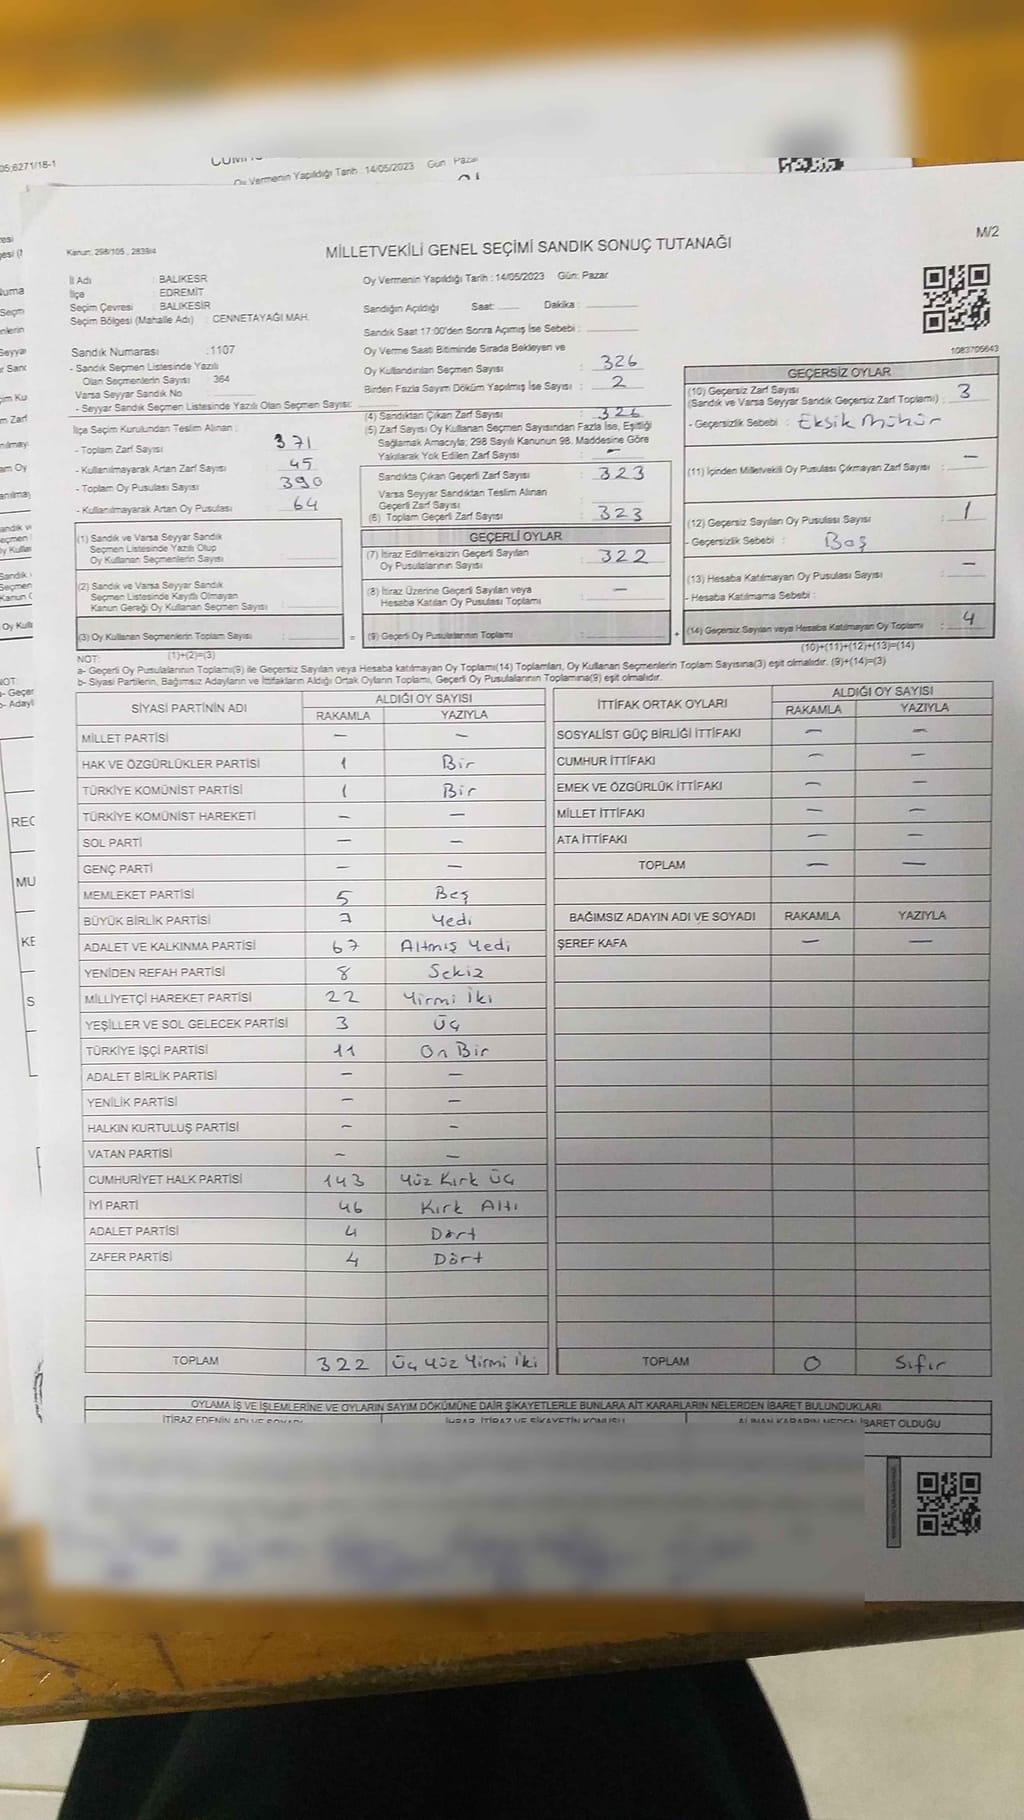 05;6271/18-1
Oy Vermenin Yapıldığı Tarih : 14/05/2023 Gün: Pazar
M/2
Kanun: 298/105 , 2839/4
MİLLETVEKİLİ GENEL SEÇİMİ SANDIK SONUÇ TUTANAĞI
İl Adı : BALIKESR
İlçe : EDREMİT
Seçim Çevresi : BALIKESİR
Seçim Bölgesi (Mahalle Adı) : CENNETAYAĞI MAH.
Oy Vermenin Yapıldığı Tarih : 14/05/2023 Gün: Pazar
Sandığın Açıldığı Saat: Dakika :
Sandık Saat 17:00'den Sonra Açımış İse Sebebi :
Sandık Numarası :1107
- Sandık Seçmen Listesinde Yazılı
Olan Seçmenlerin Sayısı : 364
Varsa Seyyar Sandık No :
- Seyyar Sandık Seçmen Listesinde Yazılı Olan Seçmen Sayısı:
Oy Verme Saati Bitiminde Sırada Bekleyen ve
Oy Kullandırılan Seçmen Sayısı : 326
Birden Fazla Sayım Döküm Yapılmış İse Sayısı : 2
1083705643
İlçe Seçim Kurulundan Teslim Alınan :
- Toplam Zarf Sayısı : 371
- Kullanılmayarak Artan Zarf Sayısı : 45
- Toplam Oy Pusulası Sayısı : 390
- Kullanılmayarak Artan Oy Pusulası : 64
(4) Sandıktan Çıkan Zarf Sayısı : 326
(5) Zarf Sayısı Oy Kullanan Seçmen Sayısından Fazla İse, Eşitliği
Sağlamak Amacıyla; 298 Sayılı Kanunun 98. Maddesine Göre
Yakılarak Yok Edilen Zarf Sayısı : -
Sandıkta Çıkan Geçerli Zarf Sayısı : 323
Varsa Seyyar Sandıktan Teslim Alınan
Geçerli Zarf Sayısı :
(6) Toplam Geçerli Zarf Sayısı : 323
GEÇERSİZ OYLAR
(10) Geçersiz Zarf Sayısı
(Sandık ve Varsa Seyyar Sandık Geçersiz Zarf Toplamı) : 3
- Geçersizlik Sebebi : Eksik Mühür
(11) İçinden Milletvekili Oy Pusulası Çıkmayan Zarf Sayısı : -
(12) Geçersiz Sayılan Oy Pusulası Sayısı : 1
- Geçersizlik Sebebi : Boş
(13) Hesaba Katılmayan Oy Pusulası Sayısı : -
- Hesaba Katılmama Sebebi :
(14) Geçersiz Sayılan veya Hesaba Katılmayan Oy Toplamı : 4
(10)+(11)+(12)+(13)=(14)
(1) Sandık ve Varsa Seyyar Sandık
Seçmen Listesinde Yazılı Olup
Oy Kullanan Seçmenlerin Sayısı :
(2) Sandık ve Varsa Seyyar Sandık
Seçmen Listesinde Kayıtlı Olmayan
Kanun Gereği Oy Kullanan Seçmen Sayısı :
(3) Oy Kullanan Seçmenlerin Toplam Sayısı :
GEÇERLİ OYLAR
(7) İtiraz Edilmeksizin Geçerli Sayılan
Oy Pusulalarının Sayısı : 322
(8) İtiraz Üzerine Geçerli Sayılan veya
Hesaba Katılan Oy Pusulası Toplamı : -
= (9) Geçerli Oy Pusulalarının Toplamı : +
NOT: (1)+(2)=(3)
a- Geçerli Oy Pusulalarının Toplamı(9) ile Geçersiz Sayılan veya Hesaba katılmayan Oy Toplamı(14) Toplamları, Oy Kullanan Seçmenlerin Toplam Sayısına(3) eşit olmalıdır. (9)+(14)=(3)
b- Siyasi Partilerin, Bağımsız Adayların ve İttifakların Aldığı Ortak Oyların Toplamı, Geçerli Oy Pusulalarının Toplamına(9) eşit olmalıdır.
SİYASİ PARTİNİN ADI ALDIĞI OY SAYISI
RAKAMLA YAZIYLA
MİLLET PARTİSİ - -
HAK VE ÖZGÜRLÜKLER PARTİSİ 1 Bir
TÜRKİYE KOMÜNİST PARTİSİ 1 Bir
TÜRKİYE KOMÜNİST HAREKETİ - -
SOL PARTİ - -
GENÇ PARTİ - -
MEMLEKET PARTİSİ 5 Beş
BÜYÜK BİRLİK PARTİSİ 7 Yedi
ADALET VE KALKINMA PARTİSİ 67 Altmış Yedi
YENİDEN REFAH PARTİSİ 8 Sekiz
MİLLİYETÇİ HAREKET PARTİSİ 22 Yirmi İki
YEŞİLLER VE SOL GELECEK PARTİSİ 3 Üç
TÜRKİYE İŞÇİ PARTİSİ 11 On Bir
ADALET BİRLİK PARTİSİ - -
YENİLİK PARTİSİ - -
HALKIN KURTULUŞ PARTİSİ - -
VATAN PARTİSİ - -
CUMHURİYET HALK PARTİSİ 143 Yüz Kırk Üç
İYİ PARTİ 46 Kırk Altı
ADALET PARTİSİ 4 Dört
ZAFER PARTİSİ 4 Dört
TOPLAM 322 Üç Yüz Yirmi İki
İTTİFAK ORTAK OYLARI ALDIĞI OY SAYISI
RAKAMLA YAZIYLA
SOSYALİST GÜÇ BİRLİĞİ İTTİFAKI - -
CUMHUR İTTİFAKI - -
EMEK VE ÖZGÜRLÜK İTTİFAKI - -
MİLLET İTTİFAKI - -
ATA İTTİFAKI - -
TOPLAM - -
BAĞIMSIZ ADAYIN ADI VE SOYADI RAKAMLA YAZIYLA
ŞEREF KAFA - -
TOPLAM 0 Sıfır
OYLAMA İŞ VE İŞLEMLERİNE VE OYLARIN SAYIM DÖKÜMÜNE DAİR ŞİKAYETLERLE BUNLARA AİT KARARLARIN NELERDEN İBARET BULUNDUKLARI
İTİRAZ EDENİN ADI VE SOYADI İHBAR, İTİRAZ VE ŞİKAYETİN KONUSU ALINAN KARARIN NEDEN İBARET OLDUĞU